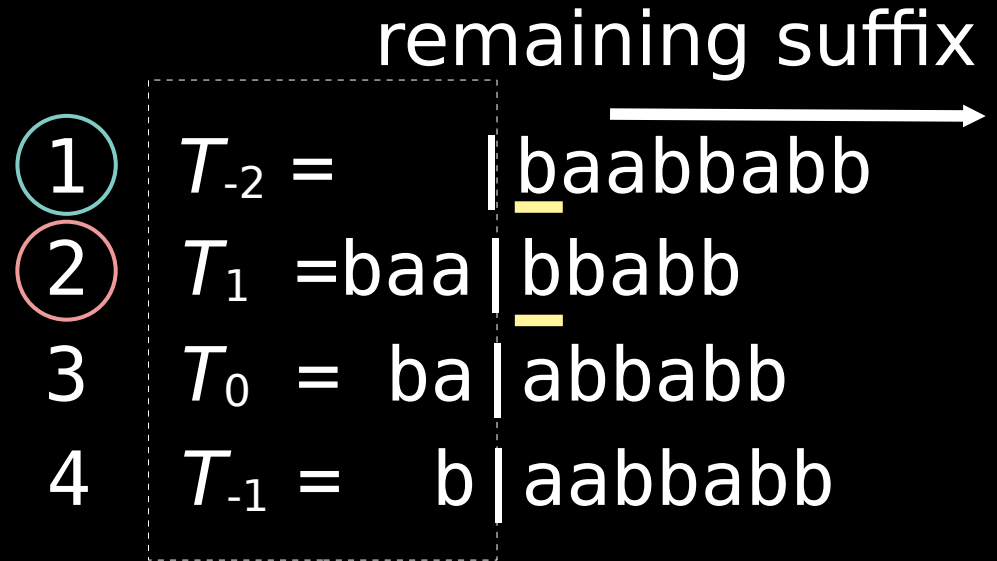 remaining suffix
1 T-2 = |baabbabb
2 T1 =baa|bbabb
3 T0 = ba|abbabb
4 T-1 = b|aabbabb